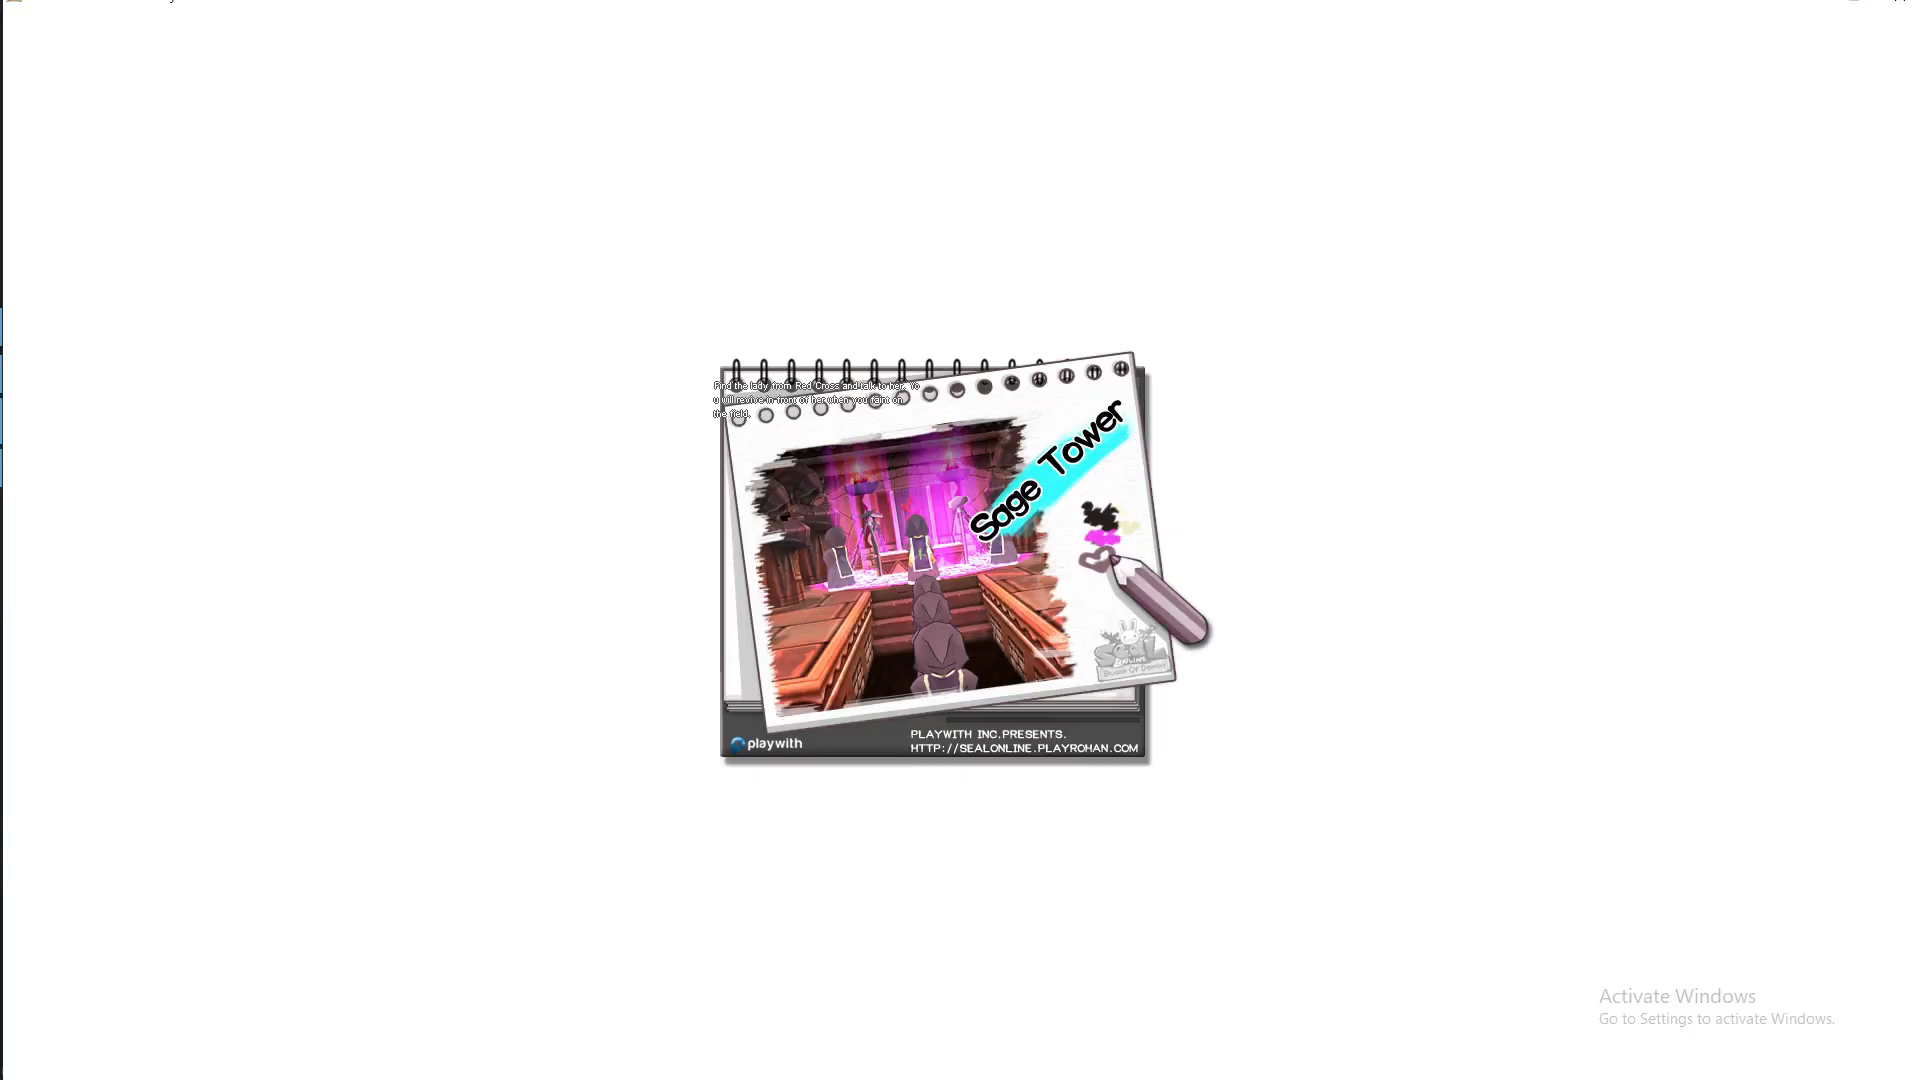 Find the lady from Red Cross and talk to her. Yo
u will revive in front of her when you faint on
the field.
Sage Tower
SEAL
ONLINE
playwith
PLAYWITH INC.PRESENTS.
HTTP://SEALONLINE.PLAYROHAN.COM
Activate Windows
Go to Settings to activate Windows.